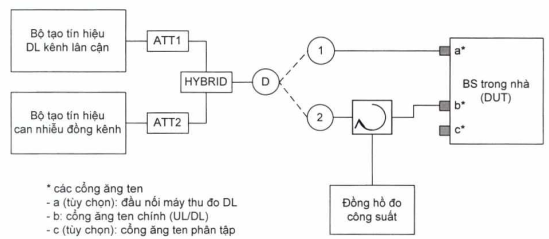 Bộ tạo tín hiệu
DL kênh lân cận
ATT1
HYBRID
D
1
2
a*
b*
c*
BS trong nhà
(DUT)
Bộ tạo tín hiệu
can nhiễu đồng kênh
ATT2
Đồng hồ đo
công suất
* các cổng ăng ten
- a (tùy chọn): đầu nối máy thu đo DL
- b: cổng ăng ten chính (UL/DL)
- c (tùy chọn): cổng ăng ten phân tập